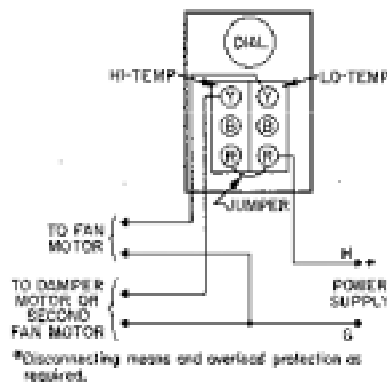 DIAL
HI-TEMP
LO-TEMP
Y Y
B B
R R
JUMPER
TO FAN
MOTOR
H
TO DAMPER
MOTOR OR
SECOND
FAN MOTOR
POWER
SUPPLY
G
*Disconnecting means and overload protection as
required.